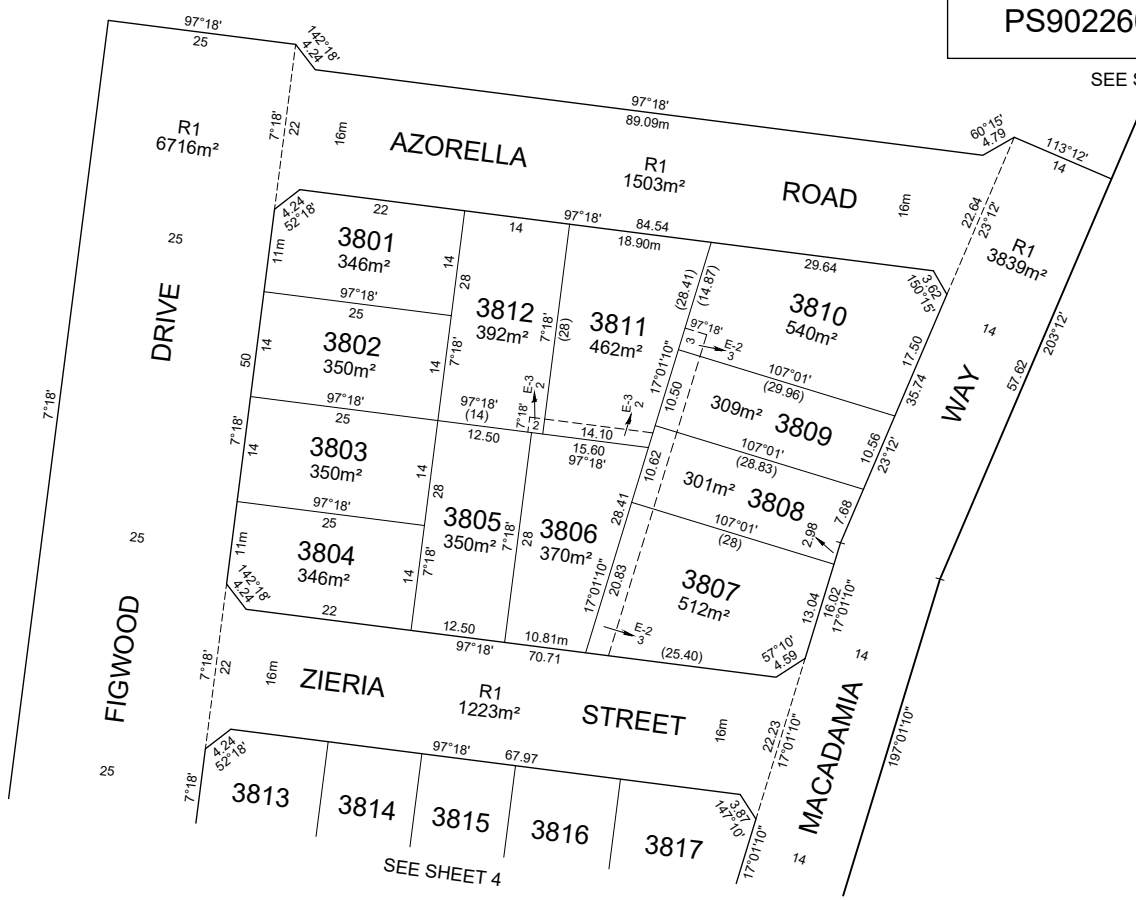 PS902260
SEE S
97°18'
25
142°18'
4.24
97°18'
89.09m
60°15'
4.79
113°12'
14
R1
6716m²
7°18'
22
16m
AZORELLA
R1
1503m²
ROAD
16m
22.64
23°12'
R1
3839m²
4.24
52°18'
22
14
97°18'
84.54
18.90m
29.64
3.62
150°15'
25
11m
3801
346m²
14
28
3812
392m²
7°18'
7°18'
(28)
3811
462m²
(28.41)
(14.87)
3810
540m²
14
203°12'
57.62
DRIVE
97°18'
25
50
14
3802
350m²
14
97°18'
3
E-2
3
17°01'10"
10.50
107°01'
(29.96)
17.50
35.74
WAY
7°18'
97°18'
25
97°18'
(14)
12.50
E-3
2
7°18'
2
14.10
15.60
97°18'
E-3
2
309m² 3809
10.56
23°12'
7°18'
14
3803
350m²
14
28
107°01'
(28.83)
10.62
301m² 3808
7.68
2.98
97°18'
25
3805
350m²
7°18'
28
3806
370m²
28.41
107°01'
(28)
25
11m
3804
346m²
14
7°18'
17°01'10"
20.83
3807
512m²
13.04
16.02
17°01'10"
142°18'
4.24
22
12.50
97°18'
10.81m
70.71
E-2
3
(25.40)
57°10'
4.59
14
FIGWOOD
7°18'
22
16m
ZIERIA
R1
1223m²
STREET
16m
22.23
17°01'10"
MACADAMIA
197°01'10"
25
4.24
52°18'
97°18'
67.97
7°18'
3813
3814
3815
3816
3817
3.87
147°10'
17°01'10"
14
SEE SHEET 4